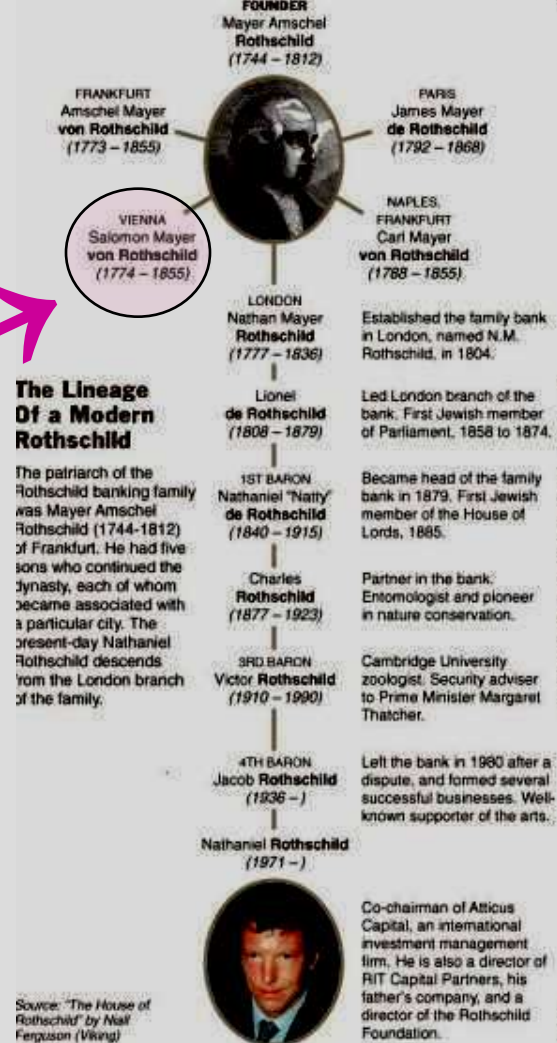 FOUNDER
Mayer Amschel
Rothschild
(1744 – 1812)
FRANKFURT
Amschel Mayer
von Rothschild
(1773 – 1855)
PARIS
James Mayer
de Rothschild
(1792 – 1868)
VIENNA
Salomon Mayer
von Rothschild
(1774 – 1855)
NAPLES,
FRANKFURT
Carl Mayer
von Rothschild
(1788 – 1855)
LONDON
Nathan Mayer
Rothschild
(1777 – 1836)
Established the family bank
in London, named N.M.
Rothschild, in 1804.
The Lineage
Of a Modern
Rothschild
The patriarch of the
Rothschild banking family
was Mayer Amschel
Rothschild (1744-1812)
of Frankfurt. He had five
sons who continued the
dynasty, each of whom
became associated with
a particular city. The
present-day Nathaniel
Rothschild descends
from the London branch
of the family.
Lionel
de Rothschild
(1808 – 1879)
Led London branch of the
bank. First Jewish member
of Parliament, 1858 to 1874.
1ST BARON
Nathaniel "Natty"
de Rothschild
(1840 – 1915)
Became head of the family
bank in 1879. First Jewish
member of the House of
Lords, 1885.
Charles
Rothschild
(1877 – 1923)
Partner in the bank.
Entomologist and pioneer
in nature conservation.
3RD BARON
Victor Rothschild
(1910 – 1990)
Cambridge University
zoologist. Security adviser
to Prime Minister Margaret
Thatcher.
4TH BARON
Jacob Rothschild
(1936 – )
Left the bank in 1980 after a
dispute, and formed several
successful businesses. Well-
known supporter of the arts.
Nathaniel Rothschild
(1971 – )
Co-chairman of Atticus
Capital, an international
investment management
firm. He is also a director of
RIT Capital Partners, his
father's company, and a
director of the Rothschild
Foundation.
Source: "The House of
Rothschild" by Niall
Ferguson (Viking)